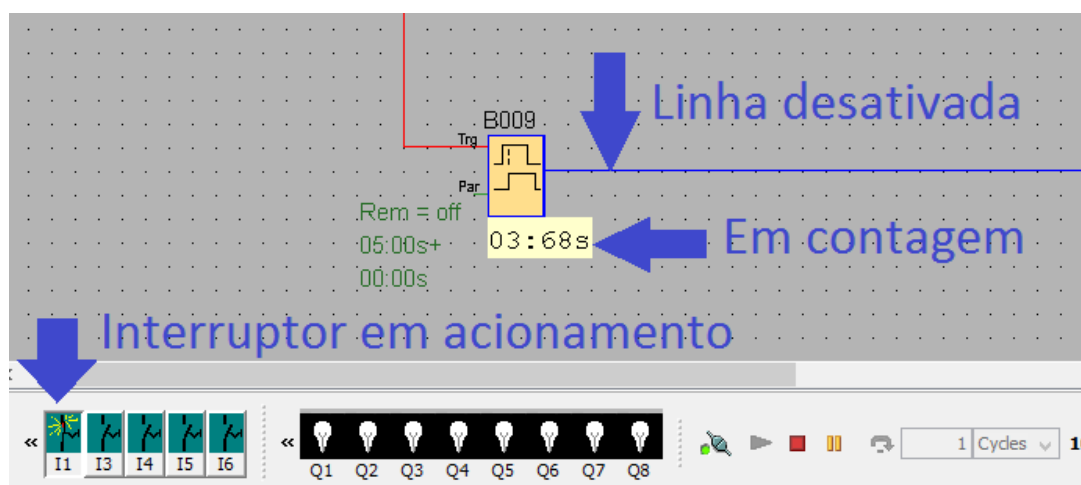 Linha desativada
B009
Trg
Par
Rem = off
05:00s+
00:00s
03:68s
Em contagem
Interruptor em acionamento
«
I1 I3 I4 I5 I6
«
Q1 Q2 Q3 Q4 Q5 Q6 Q7 Q8
1 Cycles